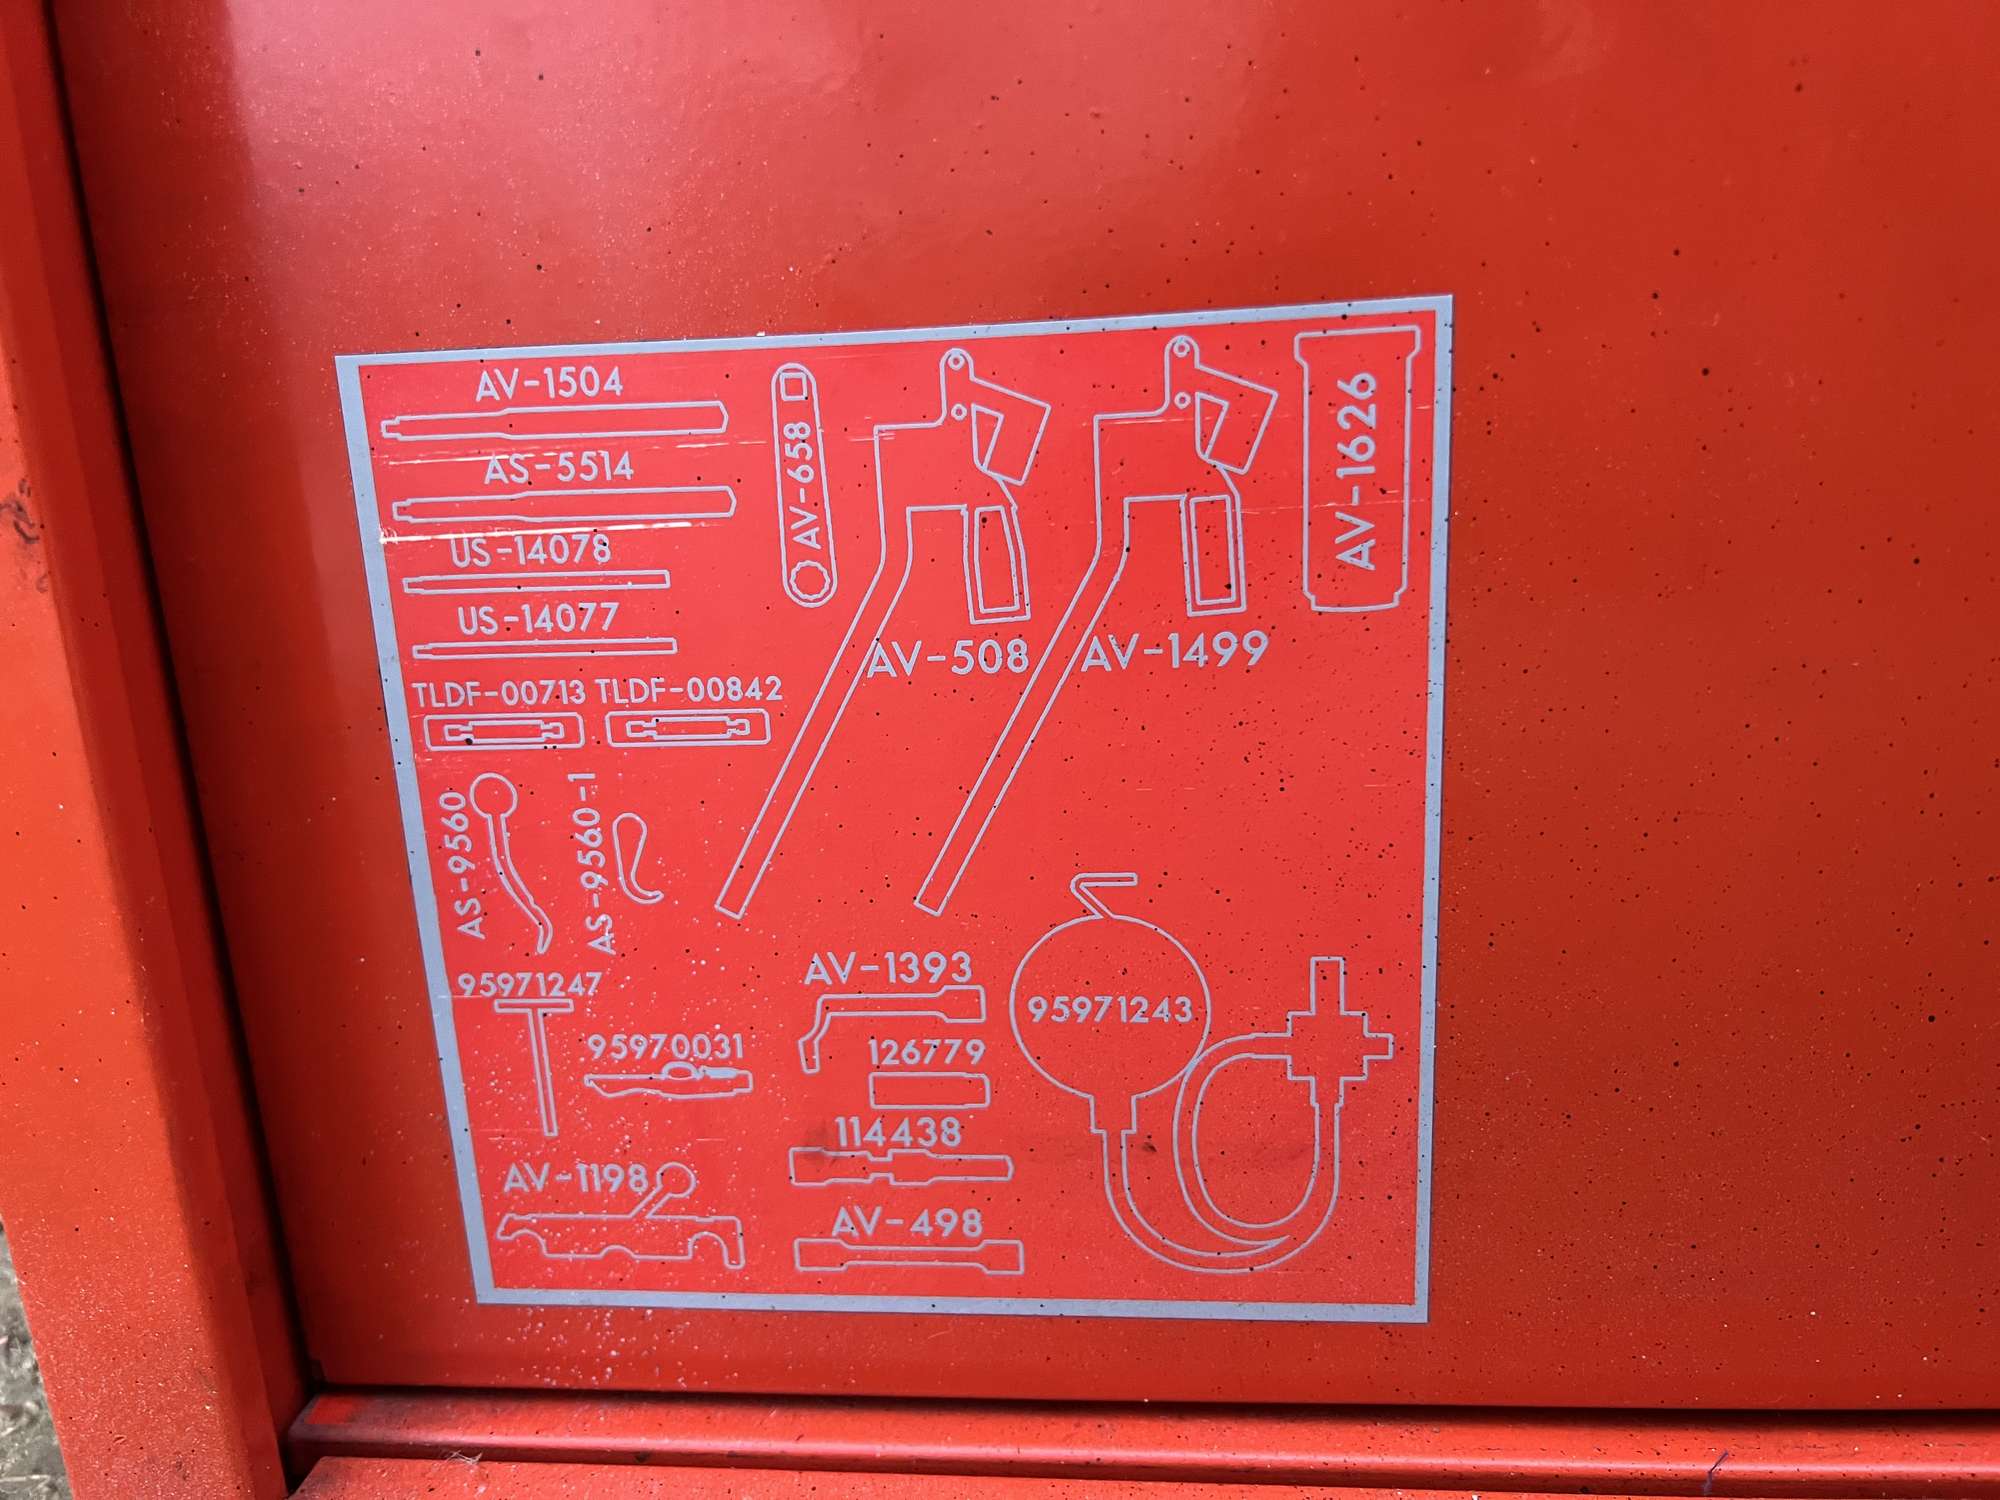 AV-1504
AS-5514
US-14078
US-14077
TLDF-00713 TLDF-00842
AV-658
AV-508
AV-1499
AV-1626
AS-9560
AS-9560-1
95971247
95970031
AV-1198
AV-1393
126779
114438
AV-498
95971243